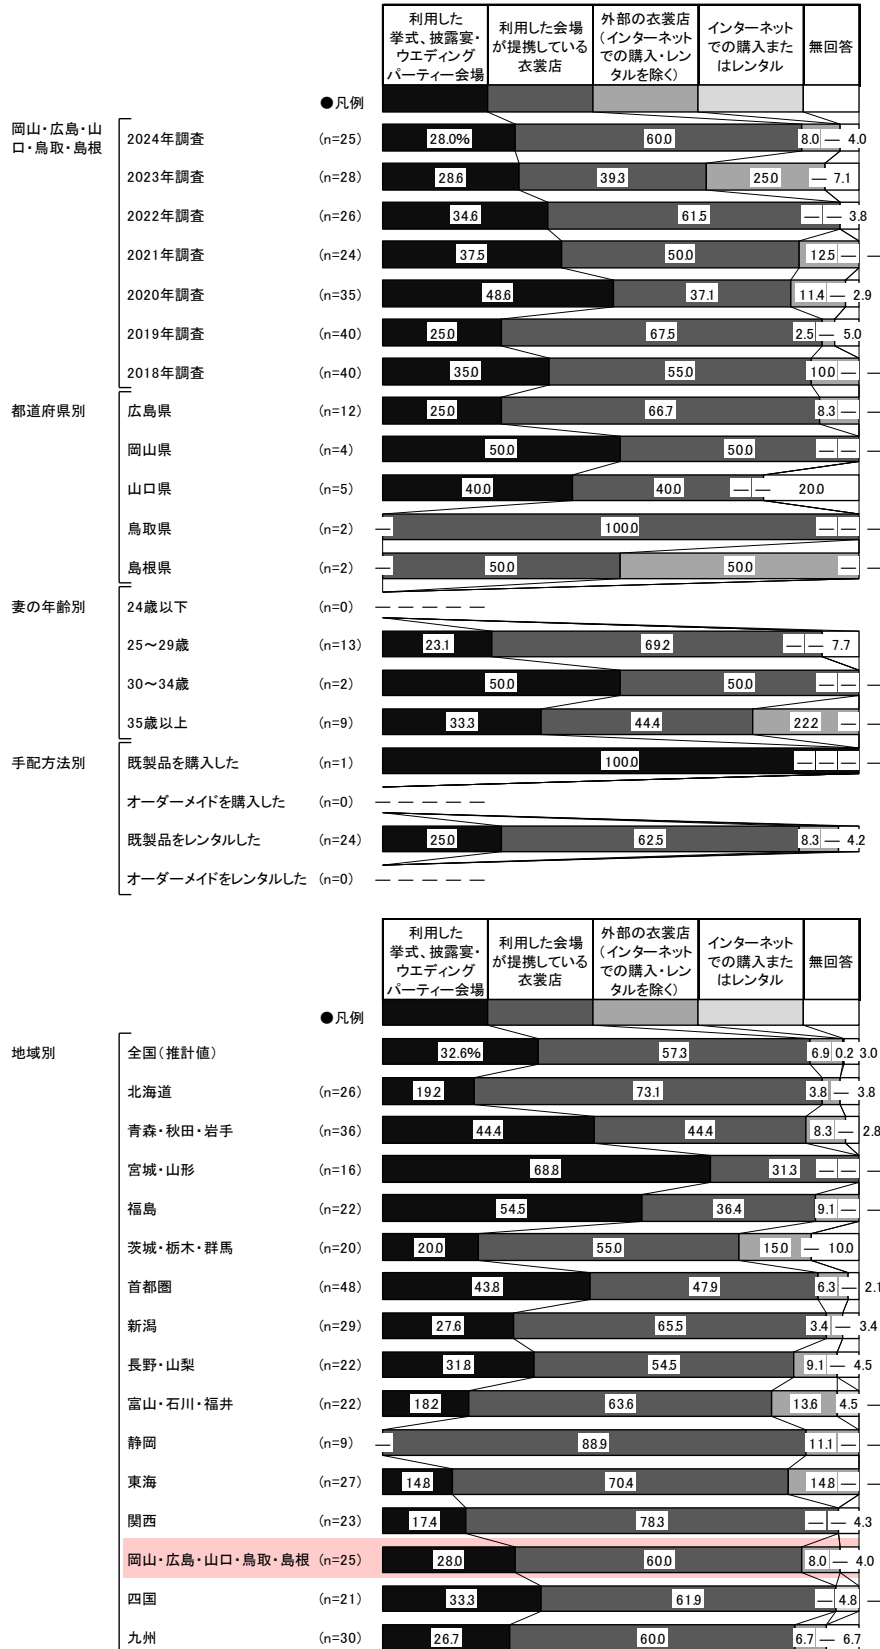 利用した
挙式、披露宴・
ウエディング
パーティー会場
利用した会場
が提携している
衣裳店
外部の衣裳店
(インターネット
での購入・レン
タルを除く)
インターネット
での購入また
はレンタル
無回答
●凡例
岡山・広島・山
口・鳥取・島根
2024年調査 (n=25) 28.0% 60.0 8.0 — 4.0
2023年調査 (n=28) 28.6 39.3 25.0 — 7.1
2022年調査 (n=26) 34.6 61.5 — — 3.8
2021年調査 (n=24) 37.5 50.0 12.5 — —
2020年調査 (n=35) 48.6 37.1 11.4 — 2.9
2019年調査 (n=40) 25.0 67.5 2.5 — 5.0
2018年調査 (n=40) 35.0 55.0 10.0 — —
都道府県別 広島県 (n=12) 25.0 66.7 8.3 — —
岡山県 (n=4) 50.0 50.0 — — —
山口県 (n=5) 40.0 40.0 — — 20.0
鳥取県 (n=2) — 100.0 — — —
島根県 (n=2) — 50.0 50.0 — —
妻の年齢別 24歳以下 (n=0) — — — — —
25～29歳 (n=13) 23.1 69.2 — — 7.7
30～34歳 (n=2) 50.0 50.0 — — —
35歳以上 (n=9) 33.3 44.4 22.2 — —
手配方法別 既製品を購入した (n=1) 100.0 — — — —
オーダーメイドを購入した (n=0) — — — — —
既製品をレンタルした (n=24) 25.0 62.5 8.3 — 4.2
オーダーメイドをレンタルした (n=0) — — — — —
利用した
挙式、披露宴・
ウエディング
パーティー会場
利用した会場
が提携している
衣裳店
外部の衣裳店
(インターネット
での購入・レン
タルを除く)
インターネット
での購入また
はレンタル
無回答
●凡例
地域別 全国(推計値) 32.6% 57.3 6.9 0.2 3.0
北海道 (n=26) 19.2 73.1 3.8 — 3.8
青森・秋田・岩手 (n=36) 44.4 44.4 8.3 — 2.8
宮城・山形 (n=16) 68.8 31.3 — — —
福島 (n=22) 54.5 36.4 9.1 — —
茨城・栃木・群馬 (n=20) 20.0 55.0 15.0 — 10.0
首都圏 (n=48) 43.8 47.9 6.3 — 2.1
新潟 (n=29) 27.6 65.5 3.4 — 3.4
長野・山梨 (n=22) 31.8 54.5 9.1 — 4.5
富山・石川・福井 (n=22) 18.2 63.6 13.6 4.5 —
静岡 (n=9) — 88.9 11.1 — —
東海 (n=27) 14.8 70.4 14.8 — —
関西 (n=23) 17.4 78.3 — — 4.3
岡山・広島・山口・鳥取・島根 (n=25) 28.0 60.0 8.0 — 4.0
四国 (n=21) 33.3 61.9 — 4.8 —
九州 (n=30) 26.7 60.0 6.7 — 6.7